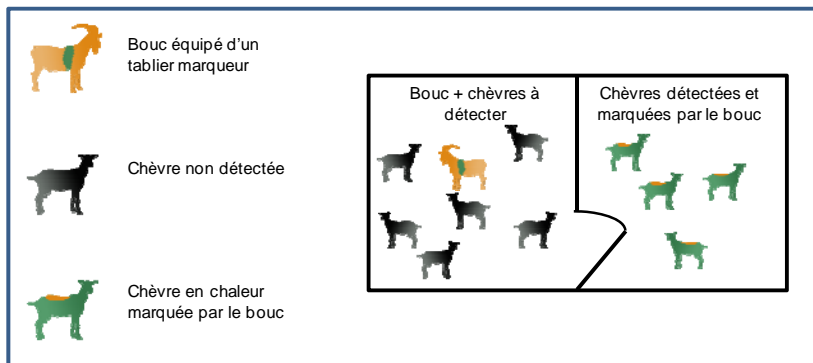 Bouc équipé d'un
tablier marqueur
Chèvre non détectée
Chèvre en chaleur
marquée par le bouc
Bouc + chèvres à
détecter
Chèvres détectées et
marquées par le bouc